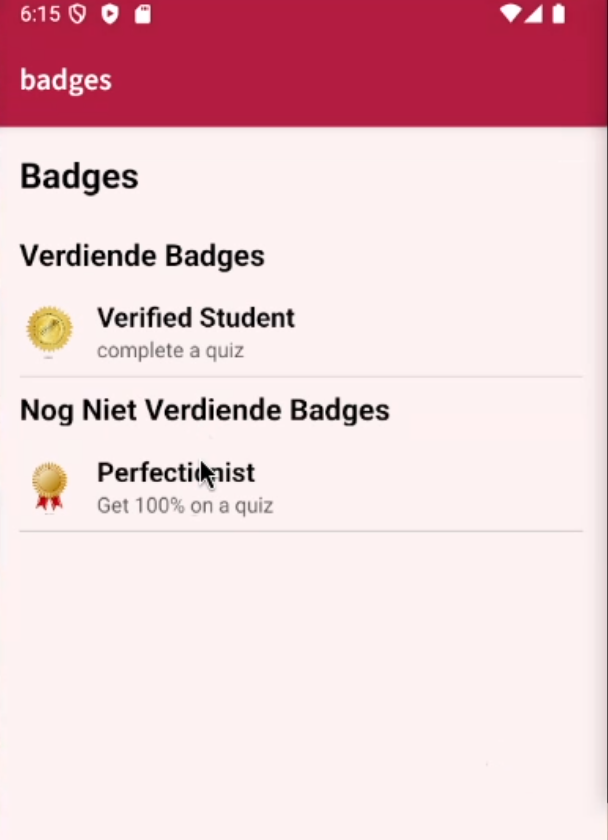 6:15
badges
Badges
Verdiende Badges
Verified Student
complete a quiz
Nog Niet Verdiende Badges
Perfectionist
Get 100% on a quiz